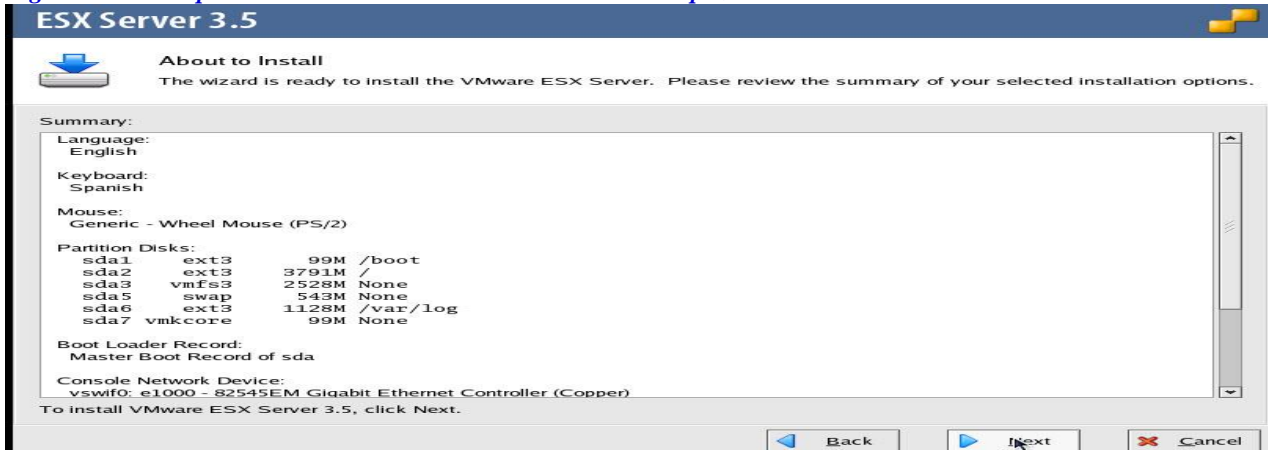 ESX Server 3.5
About to Install
The wizard is ready to install the VMware ESX Server. Please review the summary of your selected installation options.
Summary:
Language:
English
Keyboard:
Spanish
Mouse:
Generic - Wheel Mouse (PS/2)
Partition Disks:
sda1 ext3 99M /boot
sda2 ext3 3791M /
sda3 vmfs3 2528M None
sda5 swap 543M None
sda6 ext3 1128M /var/log
sda7 vmkcore 99M None
Boot Loader Record:
Master Boot Record of sda
Console Network Device:
vswif0: e1000 - 82545EM Gigabit Ethernet Controller (Copper)
To install VMware ESX Server 3.5, click Next.
Back Next Cancel